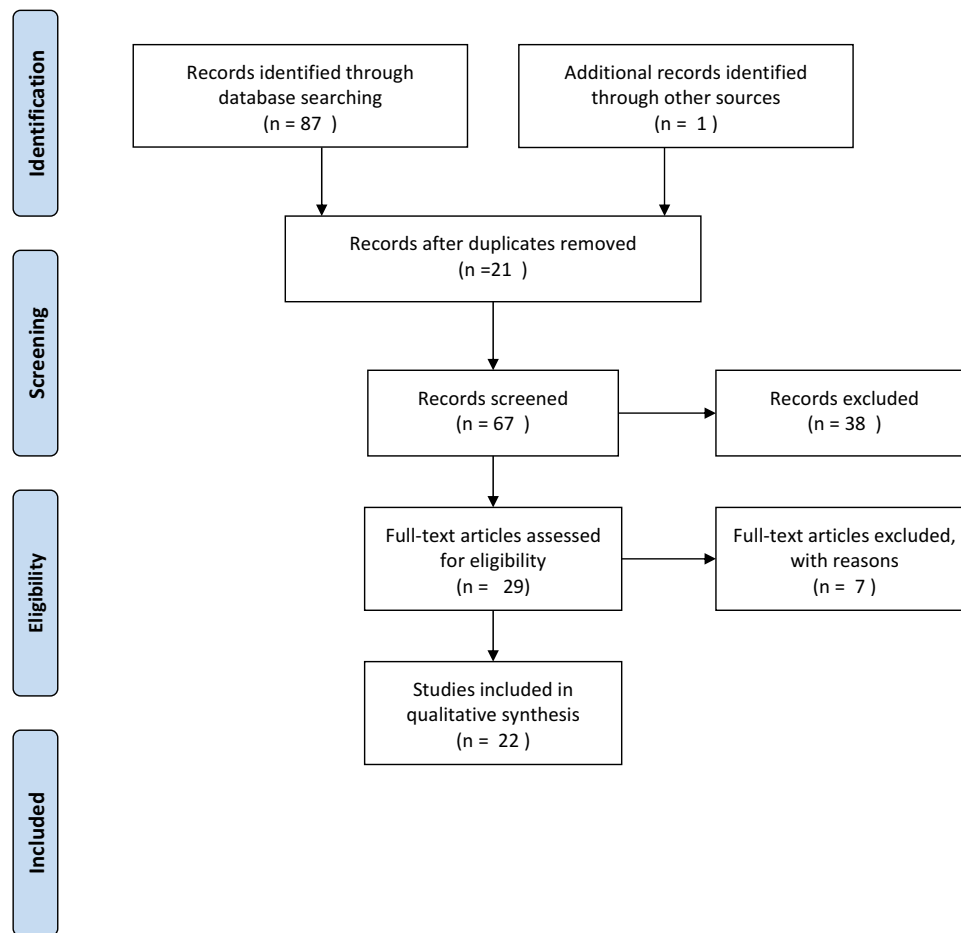 Identification
Records identified through
database searching
(n = 87  )
Additional records identified
through other sources
(n =  1 )
Records after duplicates removed
(n =21  )
Screening
Records screened
(n = 67  )
Records excluded
(n = 38  )
Eligibility
Full-text articles assessed
for eligibility
(n =   29)
Full-text articles excluded,
with reasons
(n =  7 )
Studies included in
qualitative synthesis
(n =  22 )
Included